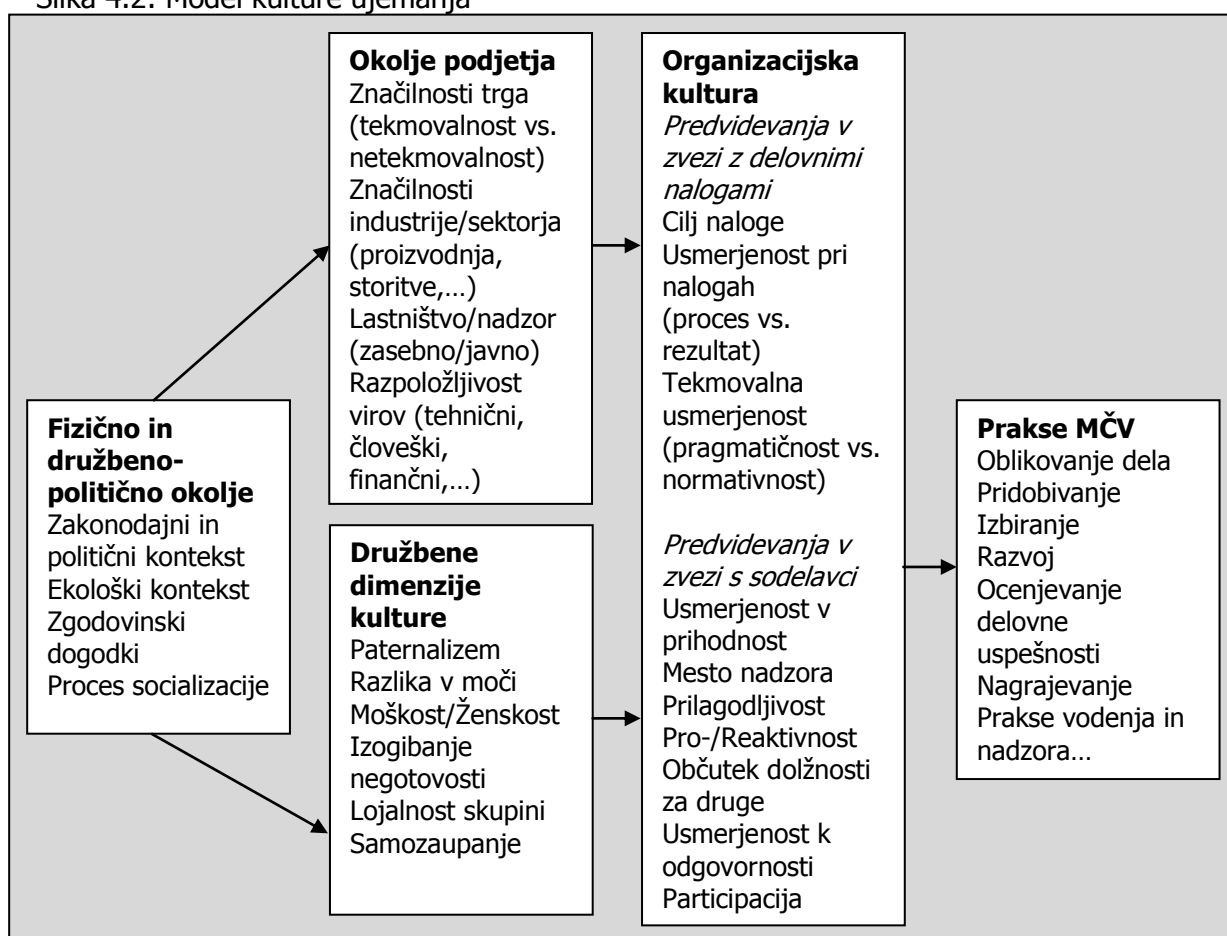 Slika 4.2: Model kulture ujemanja
Fizično in
družbeno-
politično okolje
Zakonodajni in
politični kontekst
Ekološki kontekst
Zgodovinski
dogodki
Proces socializacije
Okolje podjetja
Značilnosti trga
(tekmovalnost vs.
netekmovalnost)
Značilnosti
industrije/sektorja
(proizvodnja,
storitve,…)
Lastništvo/nadzor
(zasebno/javno)
Razpoložljivost
virov (tehnični,
človeški,
finančni,…)
Družbene
dimenzije
kulture
Paternalizem
Razlika v moči
Moškost/Ženskost
Izogibanje
negotovosti
Lojalnost skupini
Samozaupanje
Organizacijska
kultura
Predvidevanja v
zvezi z delovnimi
nalogami
Cilj naloge
Usmerjenost pri
nalogah
(proces vs.
rezultat)
Tekmovalna
usmerjenost
(pragmatičnost vs.
normativnost)
Predvidevanja v
zvezi s sodelavci
Usmerjenost v
prihodnost
Mesto nadzora
Prilagodljivost
Pro-/Reaktivnost
Občutek dolžnosti
za druge
Usmerjenost k
odgovornosti
Participacija
Prakse MČV
Oblikovanje dela
Pridobivanje
Izbiranje
Razvoj
Ocenjevanje
delovne
uspešnosti
Nagrajevanje
Prakse vodenja in
nadzora…